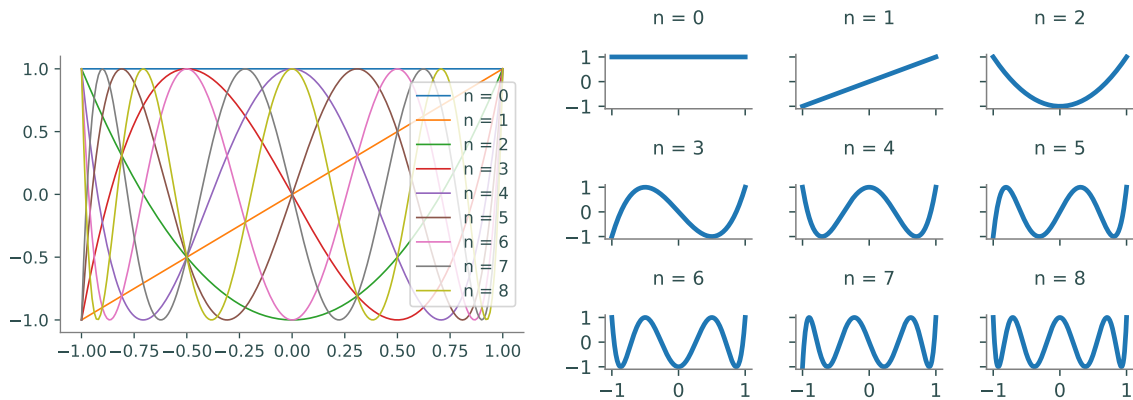 1.0
0.5
0.0
−0.5
−1.0
−1.00 −0.75 −0.50 −0.25 0.00 0.25 0.50 0.75 1.00
n = 0
n = 1
n = 2
n = 3
n = 4
n = 5
n = 6
n = 7
n = 8
n = 0 n = 1 n = 2
1
0
−1
n = 3 n = 4 n = 5
1
0
−1
n = 6 n = 7 n = 8
1
0
−1
−1 0 1 −1 0 1 −1 0 1